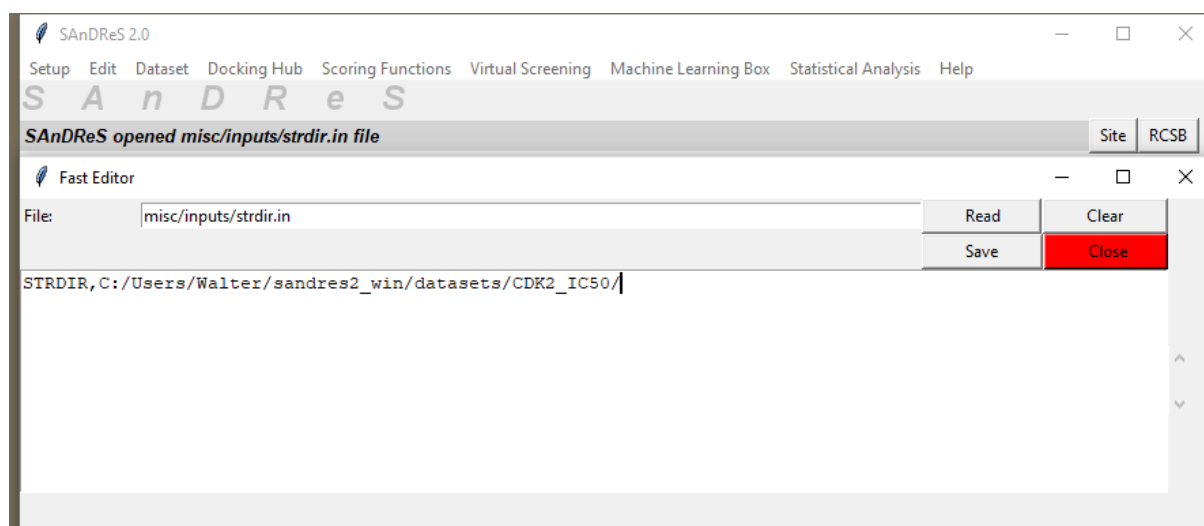 SAnDReS 2.0
Setup Edit Dataset Docking Hub Scoring Functions Virtual Screening Machine Learning Box Statistical Analysis Help
S A n D R e S
SAnDReS opened misc/inputs/strdir.in file Site RCSB
Fast Editor
File: misc/inputs/strdir.in Read Clear
Save Close
STRDIR,C:/Users/Walter/sandres2_win/datasets/CDK2_IC50/